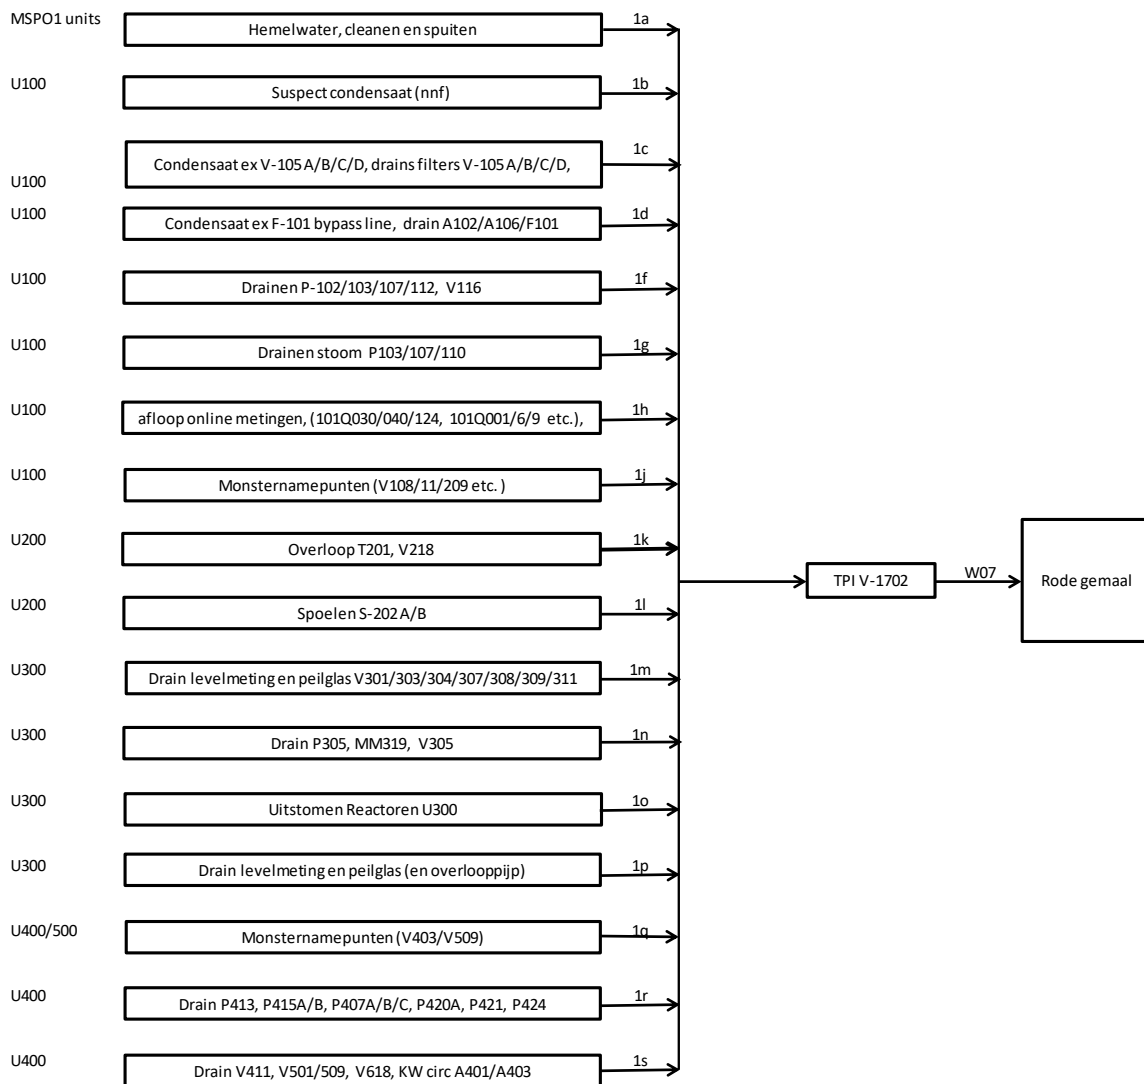 MSPO1 units
Hemelwater, cleanen en spuiten
1a
U100
Suspect condensaat (nnf)
1b
U100
Condensaat ex V-105 A/B/C/D, drains filters V-105 A/B/C/D,
1c
U100
Condensaat ex F-101 bypass line, drain A102/A106/F101
1d
U100
Drainen P-102/103/107/112, V116
1f
U100
Drainen stoom P103/107/110
1g
U100
afloop online metingen, (101Q030/040/124, 101Q001/6/9 etc.),
1h
U100
Monsternamepunten (V108/11/209 etc. )
1j
U200
Overloop T201, V218
1k
TPI V-1702
W07
Rode gemaal
U200
Spoelen S-202 A/B
1l
U300
Drain levelmeting en peilglas V301/303/304/307/308/309/311
1m
U300
Drain P305, MM319, V305
1n
U300
Uitstomen Reactoren U300
1o
U300
Drain levelmeting en peilglas (en overlooppijp)
1p
U400/500
Monsternamepunten (V403/V509)
1q
U400
Drain P413, P415A/B, P407A/B/C, P420A, P421, P424
1r
U400
Drain V411, V501/509, V618, KW circ A401/A403
1s